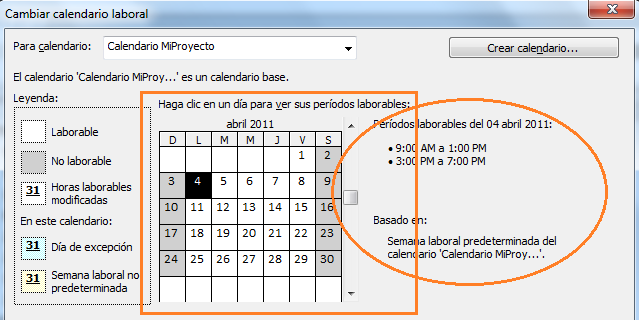 Cambiar calendario laboral
Para calendario: Calendario MiProyecto Crear calendario...
El calendario 'Calendario MiProy...' es un calendario base.
Leyenda:
Laborable
No laborable
31 Horas laborables
modificadas
En este calendario:
31 Día de excepción
31 Semana laboral no
predeterminada
Haga clic en un día para ver sus períodos laborables:
abril 2011
D L M M J V S
1 2
3 4 5 6 7 8 9
10 11 12 13 14 15 16
17 18 19 20 21 22 23
24 25 26 27 28 29 30
Períodos laborables del 04 abril 2011:
• 9:00 AM a 1:00 PM
• 3:00 PM a 7:00 PM
Basado en:
Semana laboral predeterminada del
calendario 'Calendario MiProy...'.